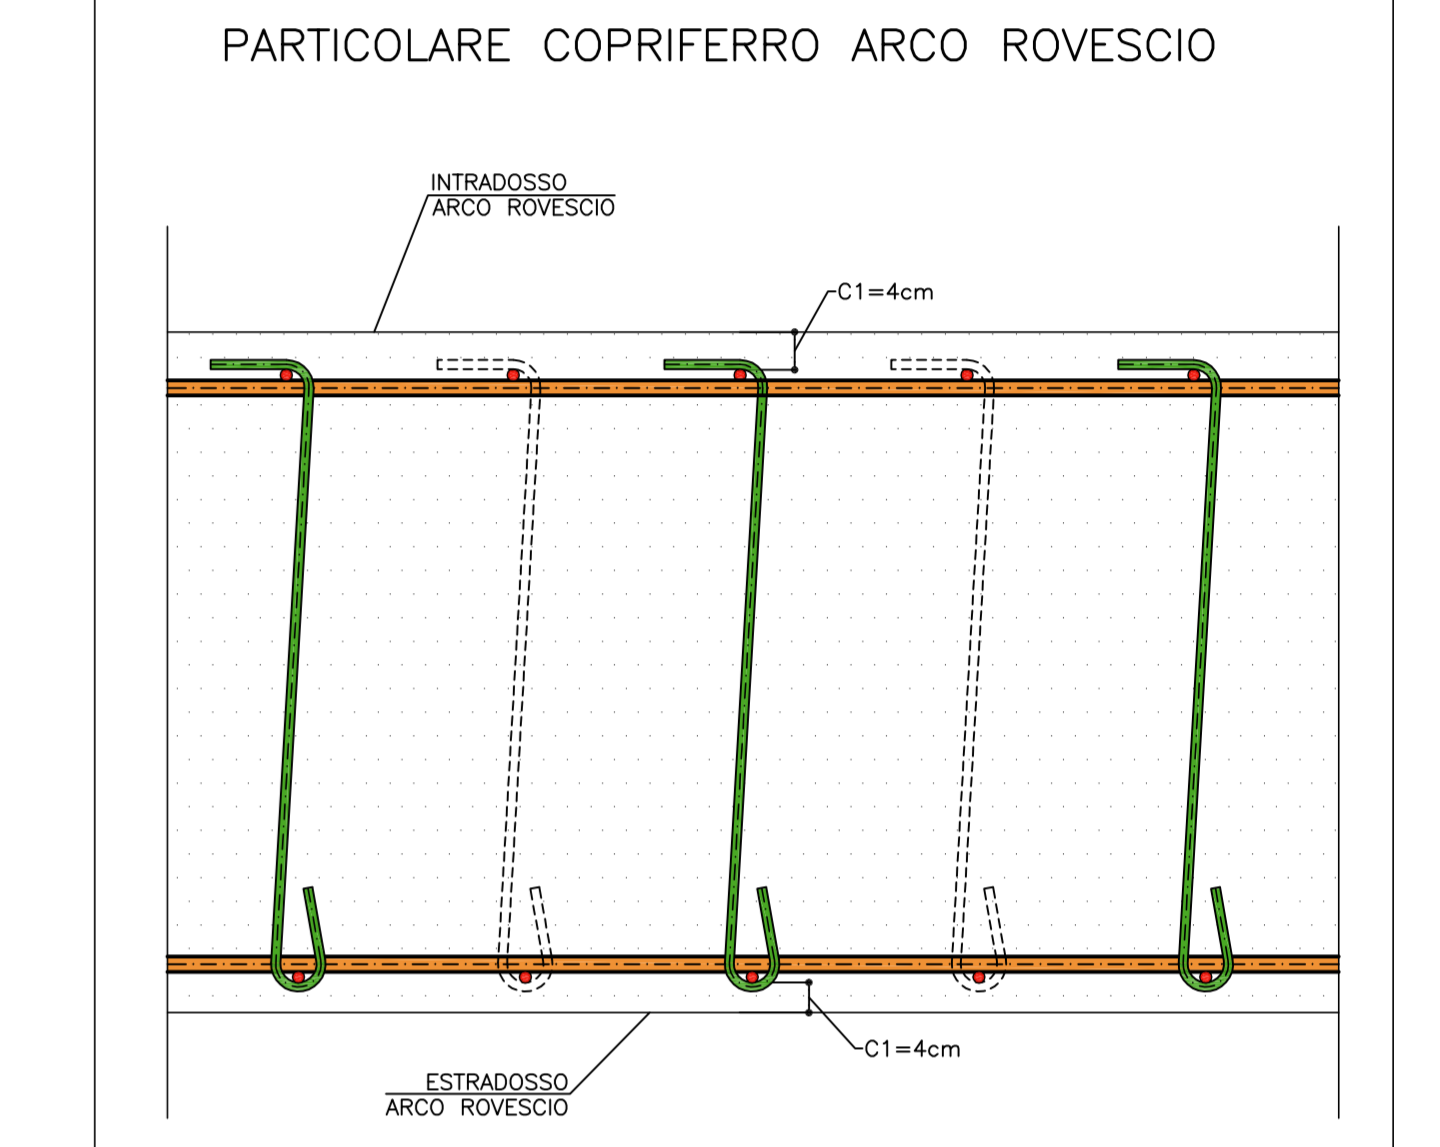 PARTICOLARE COPRIFERRO ARCO ROVESCIO
INTRADOSSO
ARCO ROVESCIO
C1=4cm
C1=4cm
ESTRADOSSO
ARCO ROVESCIO